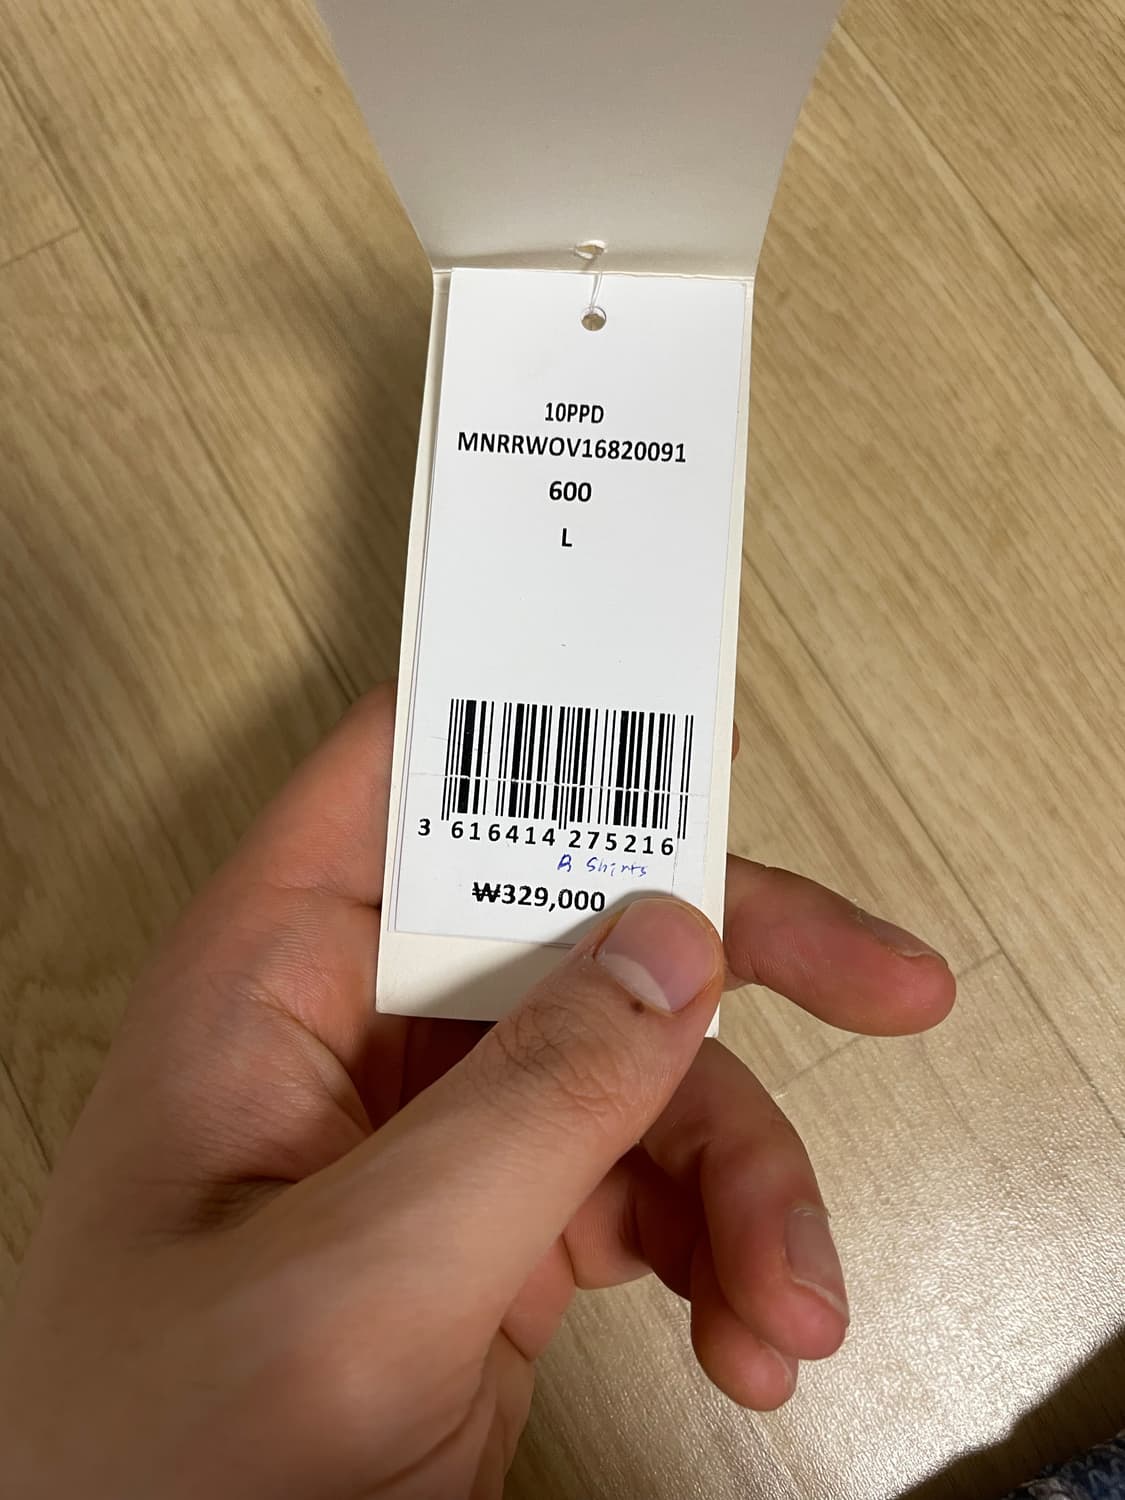 10PPD
MNRRWOV16820091
600
L
3 616414 275216
R Shirts
₩329,000